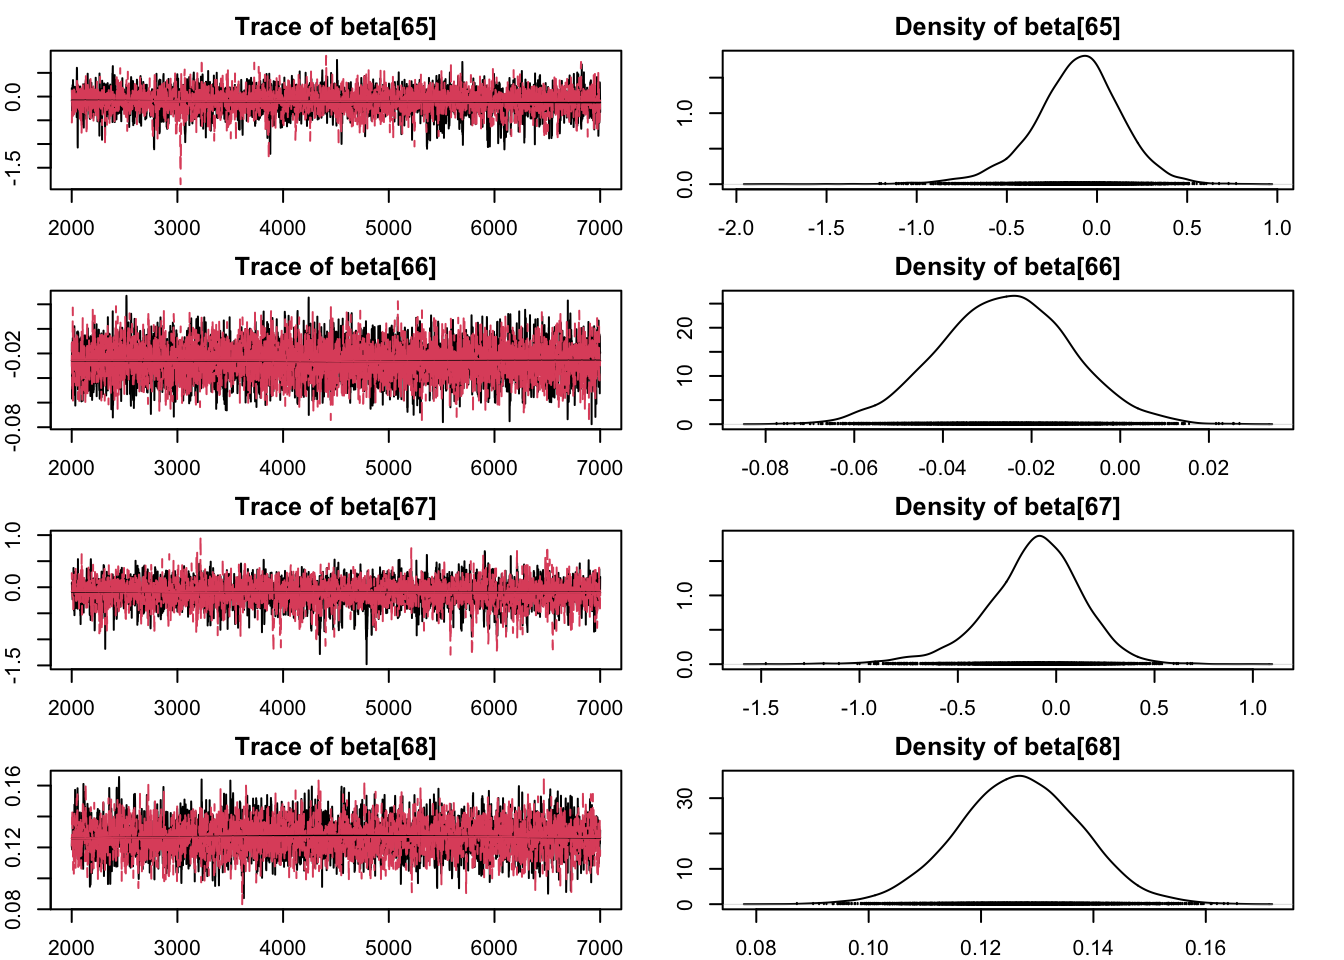 Trace of beta[65]
0.0
-1.5
2000 3000 4000 5000 6000 7000
Density of beta[65]
1.0
0.0
-2.0 -1.5 -1.0 -0.5 0.0 0.5 1.0
Trace of beta[66]
-0.02
-0.08
2000 3000 4000 5000 6000 7000
Density of beta[66]
20
10
0
-0.08 -0.06 -0.04 -0.02 0.00 0.02
Trace of beta[67]
1.0
0.0
-1.5
2000 3000 4000 5000 6000 7000
Density of beta[67]
1.0
0.0
-1.5 -1.0 -0.5 0.0 0.5 1.0
Trace of beta[68]
0.16
0.12
0.08
2000 3000 4000 5000 6000 7000
Density of beta[68]
30
10
0
0.08 0.10 0.12 0.14 0.16